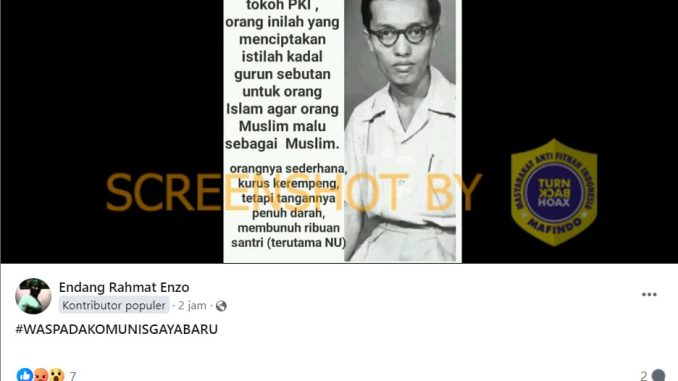 tokoh PKI ,
orang inilah yang
menciptakan
istilah kadal
gurun sebutan
untuk orang
Islam agar orang
Muslim malu
sebagai  Muslim.
orangnya sederhana,
kurus kerempeng,
tetapi tangannya
penuh darah,
membunuh ribuan
santri (terutama NU)
SCREENSHOT BY
MASYARAKAT ANTI FITNAH INDONESIA
TURN
BACK
HOAX
MAFINDO
Endang Rahmat Enzo
Kontributor populer · 2 jam ·
#WASPADAKOMUNISGAYABARU
7
2